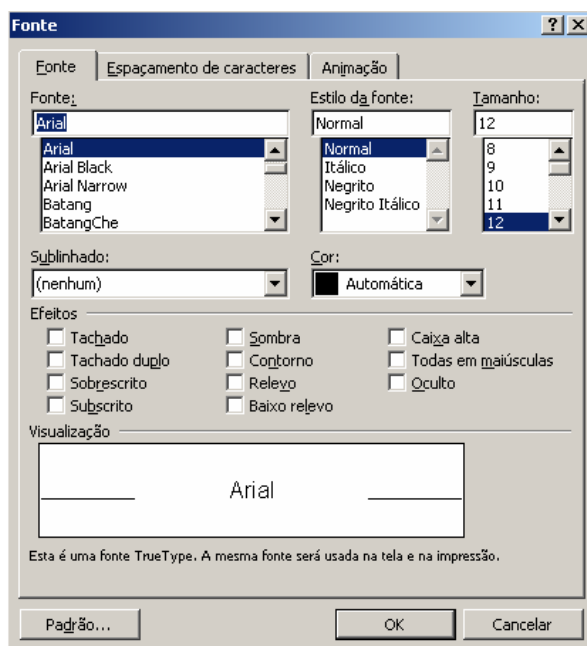 Fonte
Fonte Espaçamento de caracteres Animação
Fonte: Estilo da fonte: Tamanho:
Arial Normal 12
Arial Normal 8
Arial Black Itálico 9
Arial Narrow Negrito 10
Batang Negrito Itálico 11
BatangChe 12
Sublinhado: Cor:
(nenhum) Automática
Efeitos
Tachado Sombra Caixa alta
Tachado duplo Contorno Todas em maiúsculas
Sobrescrito Relevo Oculto
Subscrito Baixo relevo
Visualização
Arial
Esta é uma fonte TrueType. A mesma fonte será usada na tela e na impressão.
Padrão... OK Cancelar